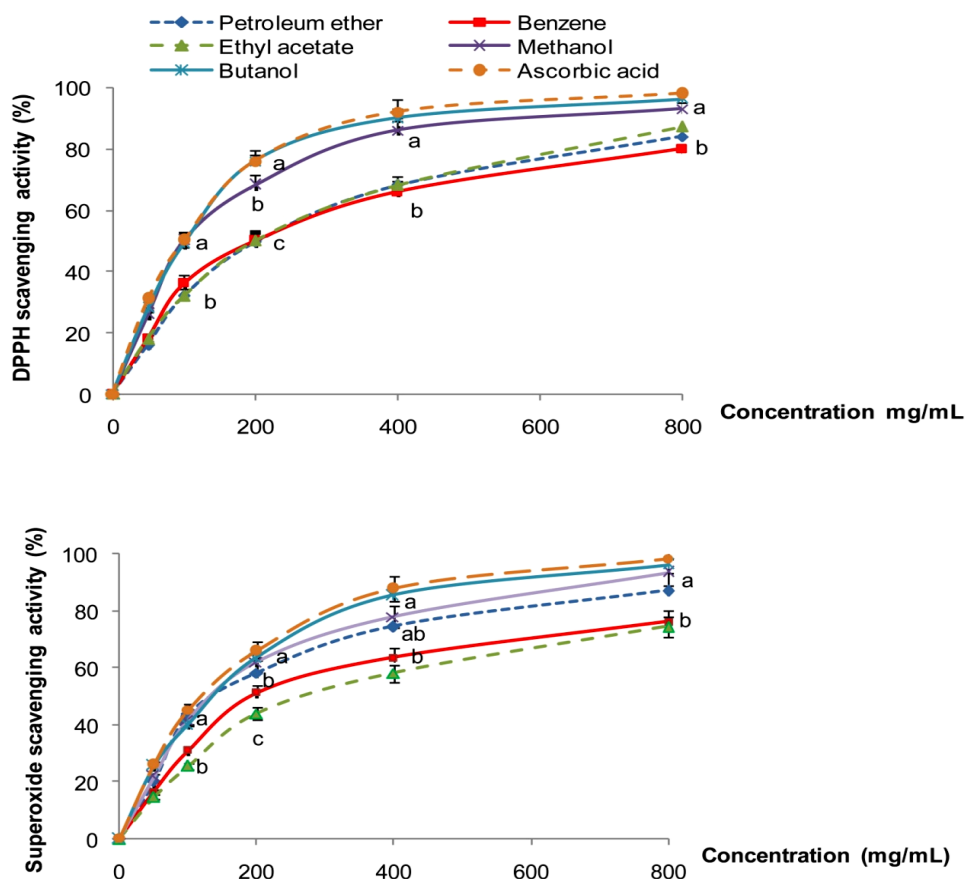 Petroleum ether Benzene
Ethyl acetate Methanol
Butanol Ascorbic acid
DPPH scavenging activity (%)
100
80
60
40
20
0
a
a
b
a
b
b
a
c
b
0 200 400 600 800
Concentration mg/mL
Superoxide scavenging activity (%)
100
80
60
40
20
0
a
a
ab
b
a
b
b
a
c
b
0 200 400 600 800
Concentration (mg/mL)